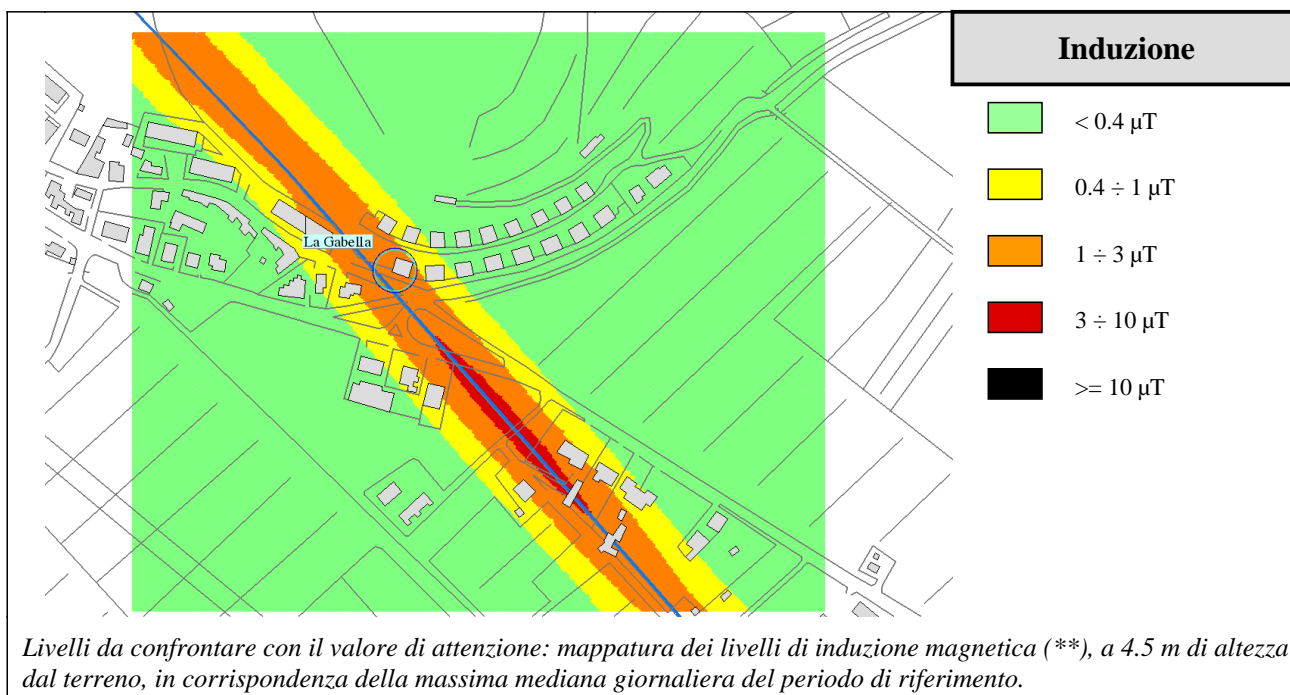 Induzione
< 0.4 µT
0.4 ÷ 1 µT
1 ÷ 3 µT
3 ÷ 10 µT
>= 10 µT
La Gabella
Livelli da confrontare con il valore di attenzione: mappatura dei livelli di induzione magnetica (**), a 4.5 m di altezza
dal terreno, in corrispondenza della massima mediana giornaliera del periodo di riferimento.